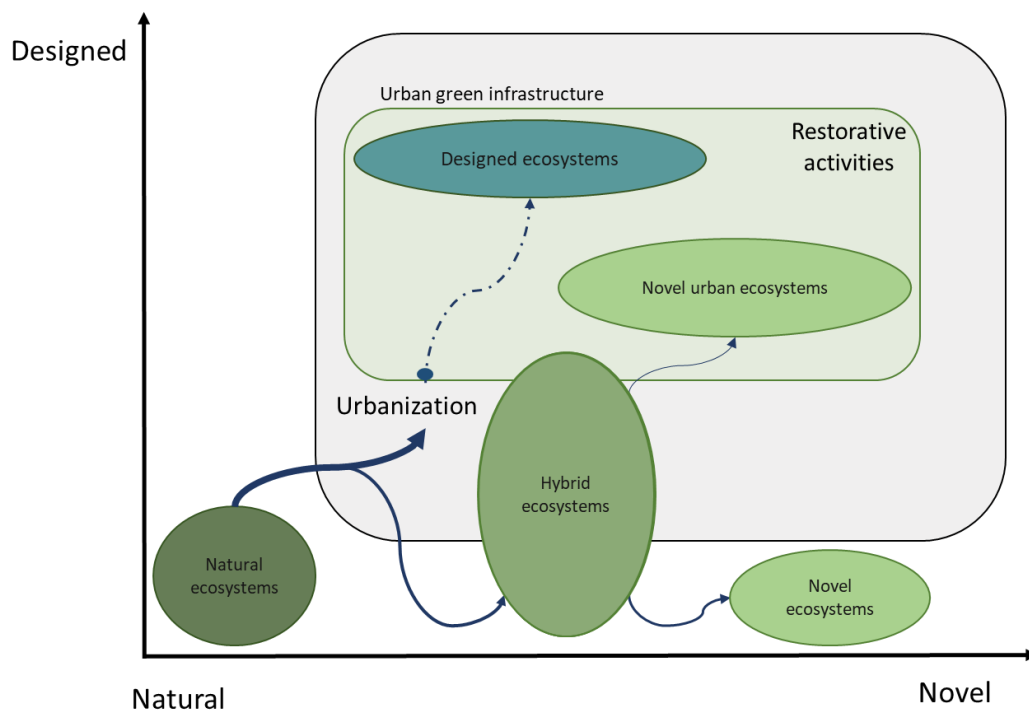 Designed
Urban green infrastructure
Restorative
activities
Designed ecosystems
Novel urban ecosystems
Urbanization
Hybrid
ecosystems
Natural
ecosystems
Novel
ecosystems
Natural
Novel